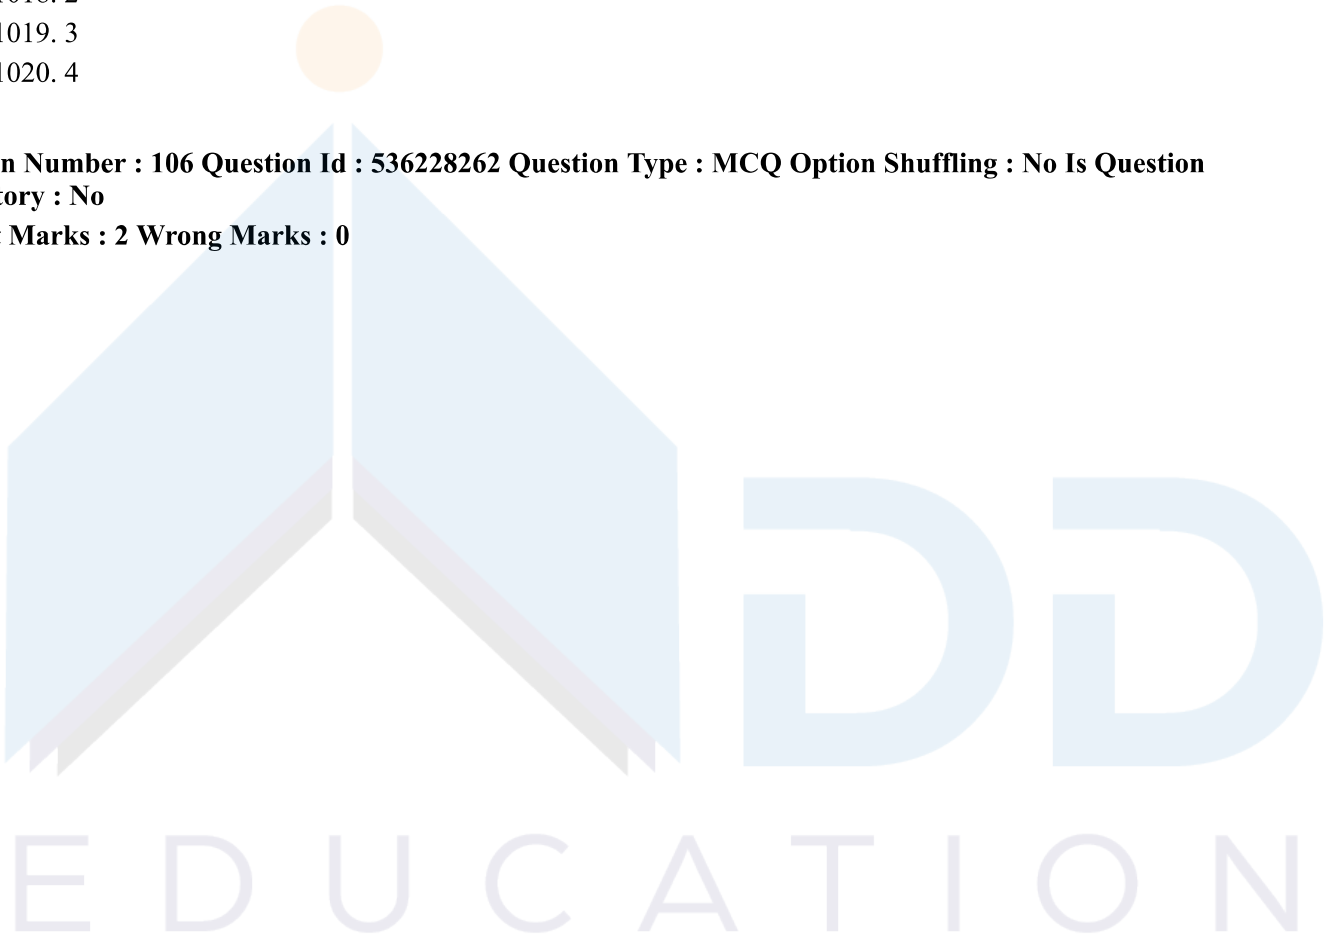 1019. 3
1020. 4
n Number : 106 Question Id : 536228262 Question Type : MCQ Option Shuffling : No Is Question
tory : No
Marks : 2 Wrong Marks : 0
DD
EDUCATION